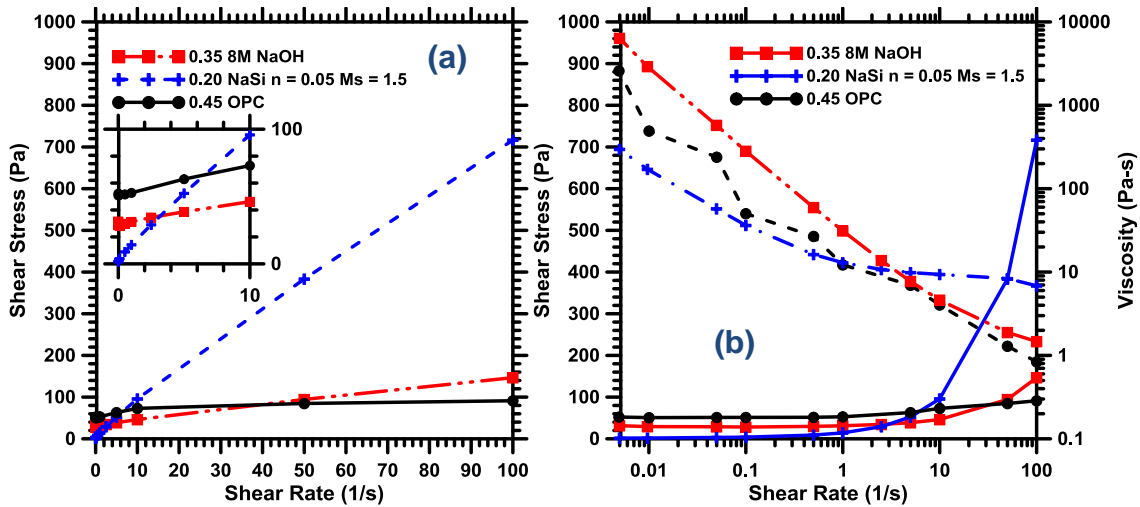 1000
900
800
700
600
500
400
300
200
100
0
Shear Stress (Pa)
0.35 8M NaOH
0.20 NaSi n = 0.05 Ms = 1.5
0.45 OPC
(a)
100
0
0 10
0 10 20 30 40 50 60 70 80 90 100
Shear Rate (1/s)
1000
900
800
700
600
500
400
300
200
100
0
Shear Stress (Pa)
0.35 8M NaOH
0.20 NaSi n = 0.05 Ms = 1.5
0.45 OPC
(b)
10000
1000
100
10
1
0.1
Viscosity (Pa-s)
0.01 0.1 1 10 100
Shear Rate (1/s)